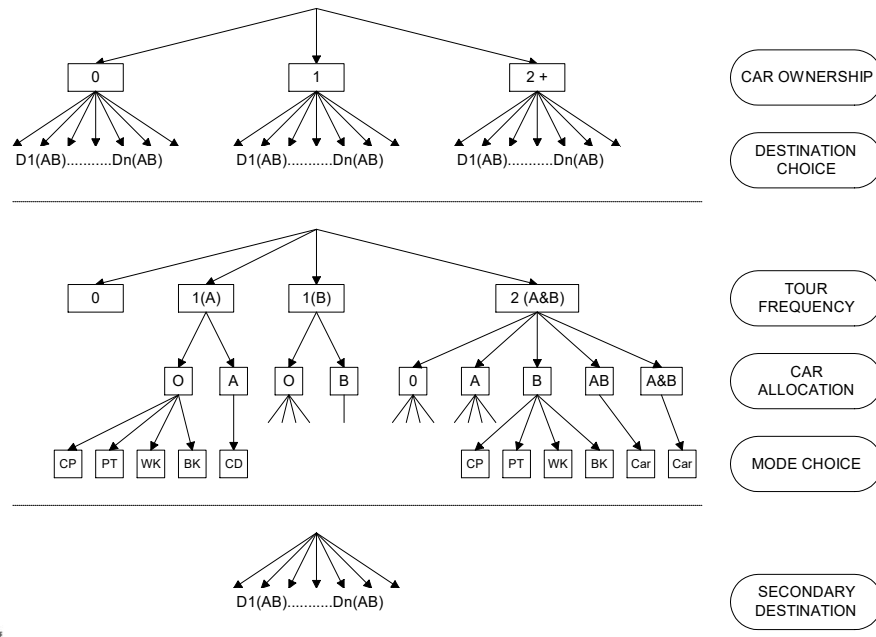 0 1 2 + CAR OWNERSHIP
D1(AB)...........Dn(AB) D1(AB)...........Dn(AB) D1(AB)...........Dn(AB)
DESTINATION
CHOICE
0 1(A) 1(B) 2 (A&B)
TOUR
FREQUENCY
O A O B 0 A B AB A&B
CAR
ALLOCATION
CP PT WK BK CD CP PT WK BK Car Car
MODE CHOICE
D1(AB)...........Dn(AB)
SECONDARY
DESTINATION